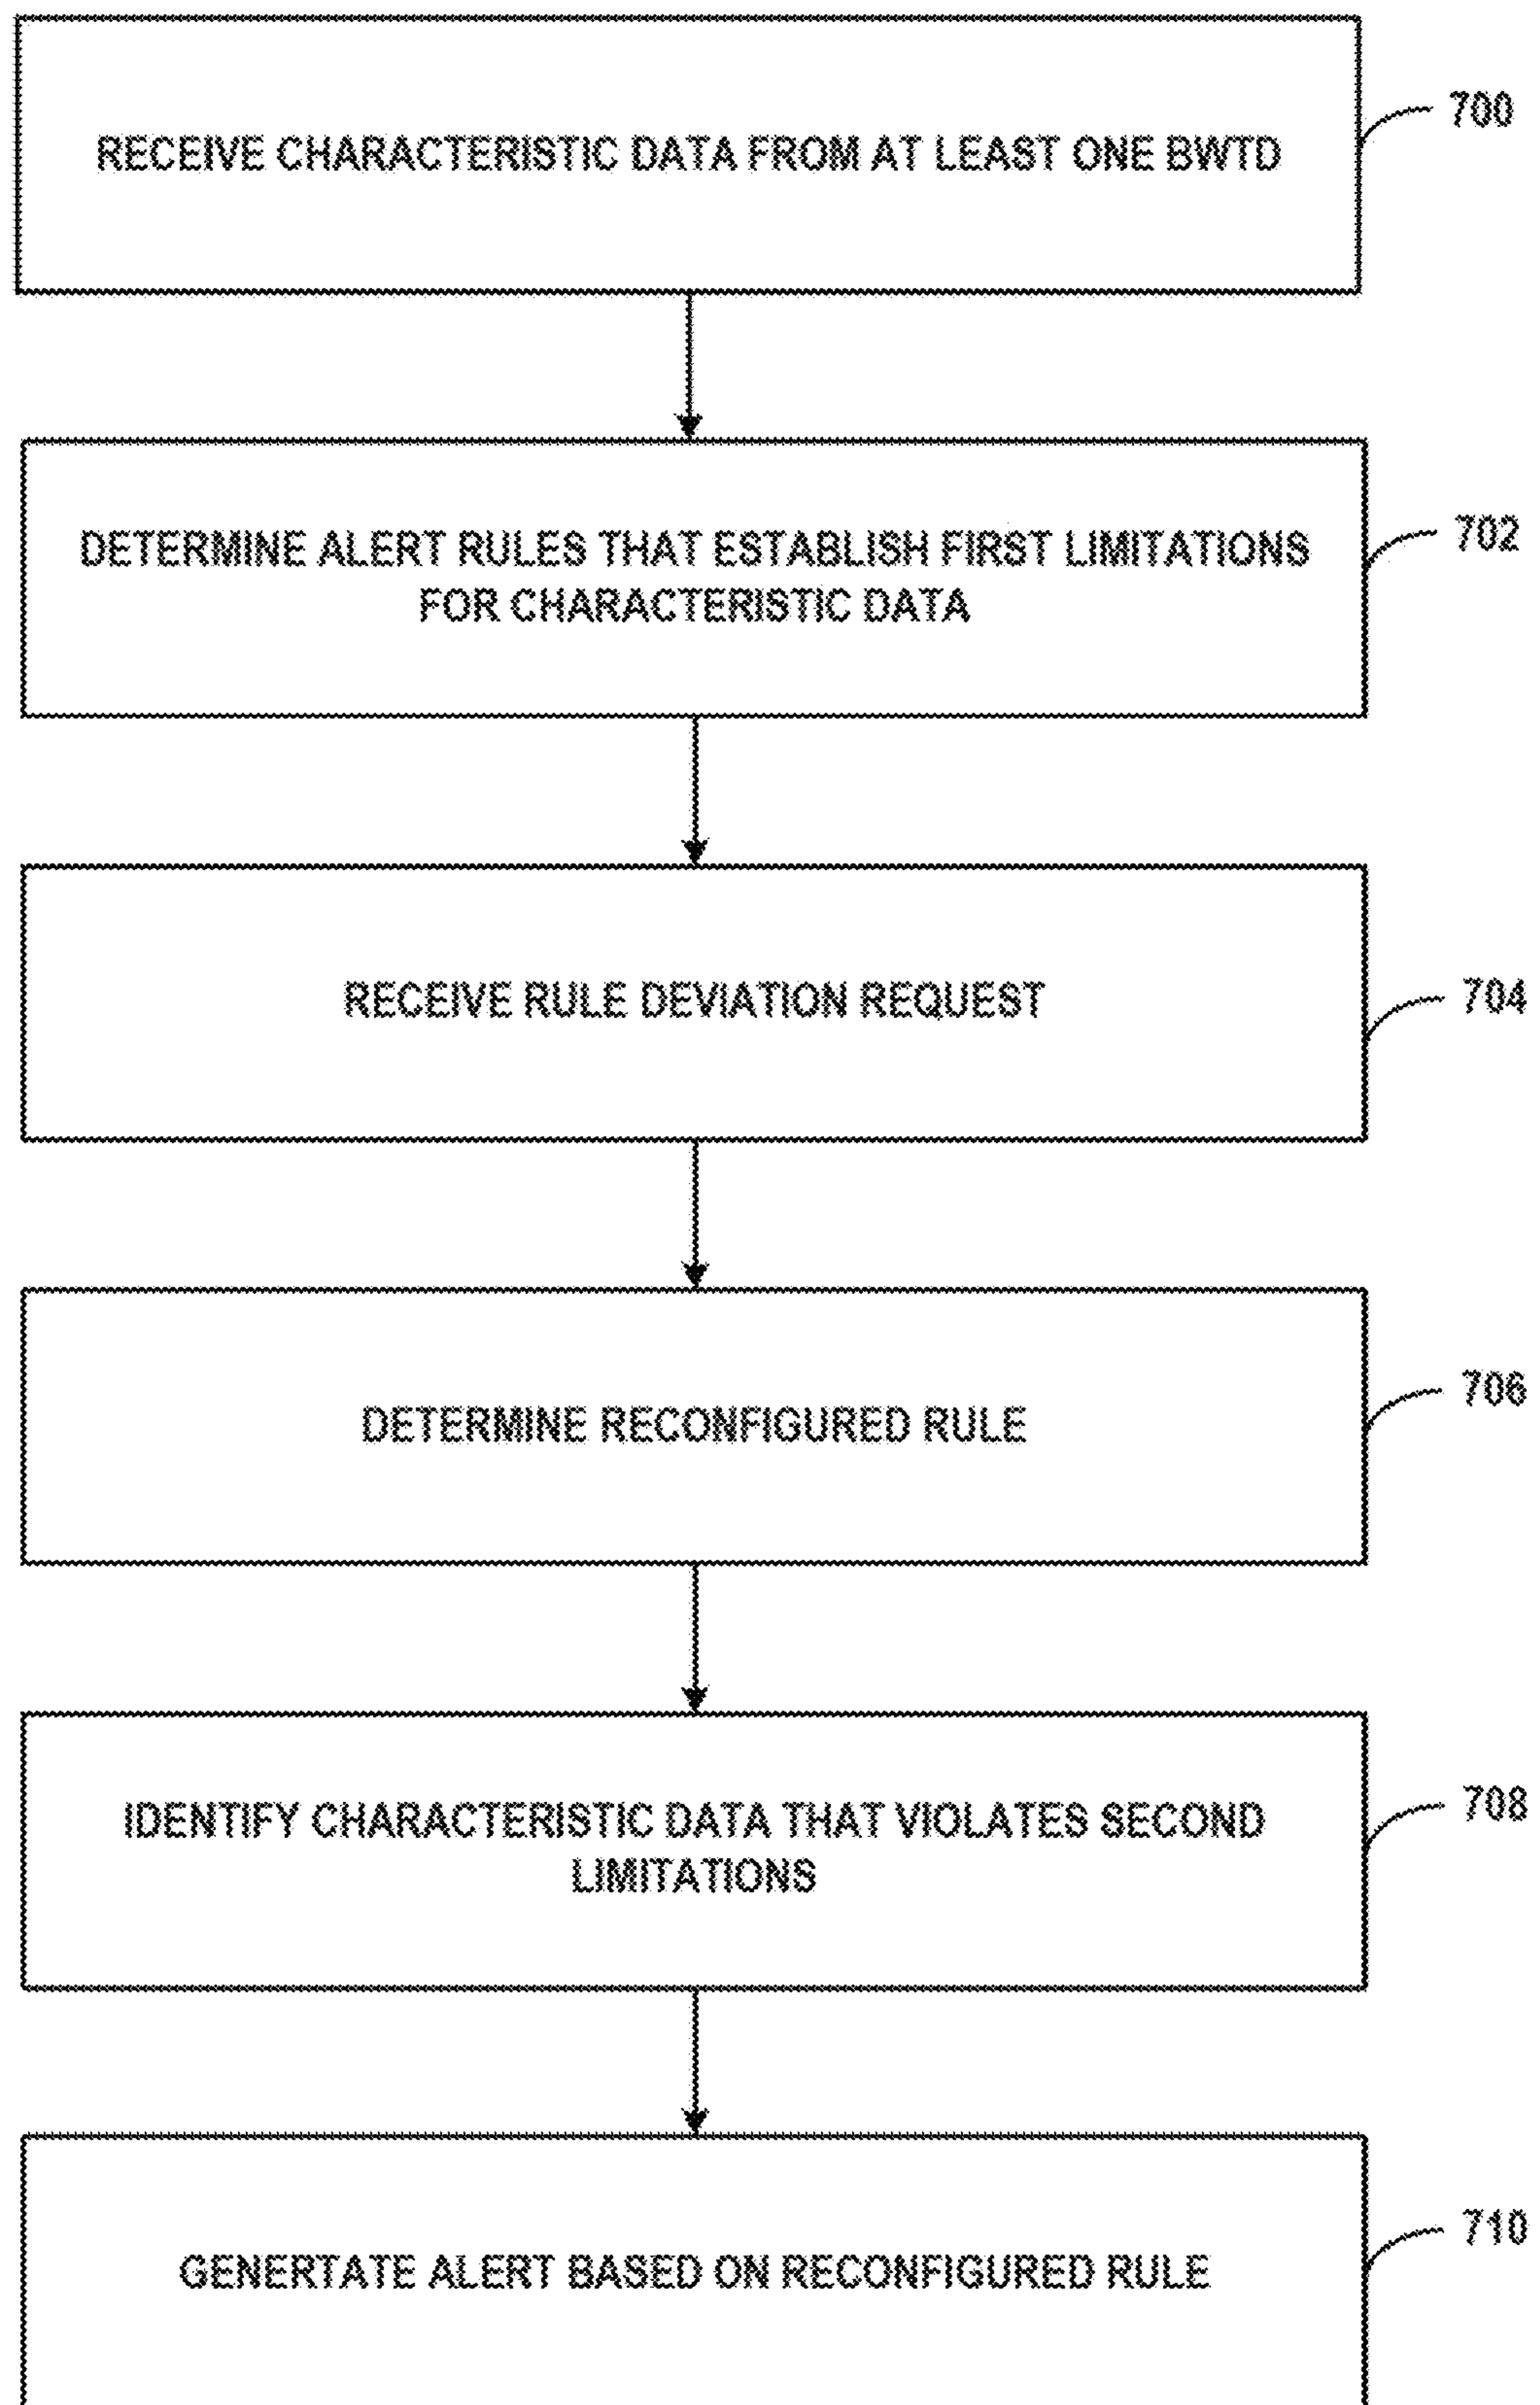 RECEIVE CHARACTERISTIC DATA FROM AT LEAST ONE BWTD
700
DETERMINE ALERT RULES THAT ESTABLISH FIRST LIMITATIONS
FOR CHARACTERISTIC DATA
702
RECEIVE RULE DEVIATION REQUEST
704
DETERMINE RECONFIGURED RULE
706
IDENTIFY CHARACTERISTIC DATA THAT VIOLATES SECOND
LIMITATIONS
708
GENERTATE ALERT BASED ON RECONFIGURED RULE
710